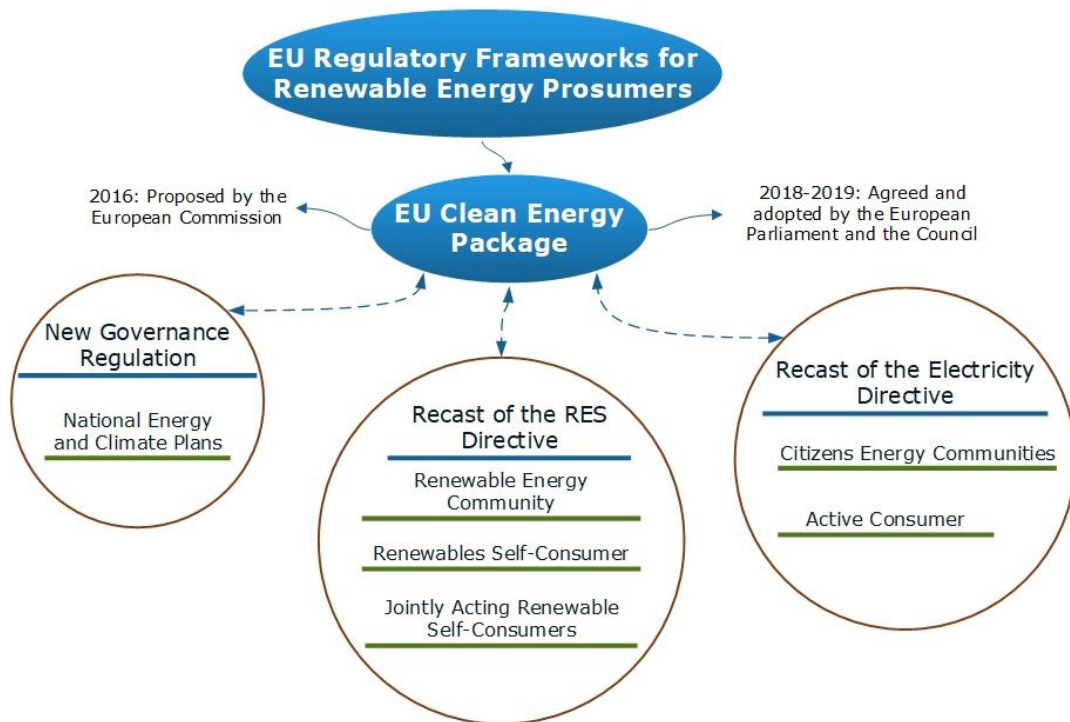 EU Regulatory Frameworks for
Renewable Energy Prosumers
2016: Proposed by the
European Commission
EU Clean Energy
Package
2018-2019: Agreed and
adopted by the European
Parliament and the Council
New Governance
Regulation
National Energy
and Climate Plans
Recast of the RES
Directive
Renewable Energy
Community
Renewables Self-Consumer
Jointly Acting Renewable
Self-Consumers
Recast of the Electricity
Directive
Citizens Energy Communities
Active Consumer